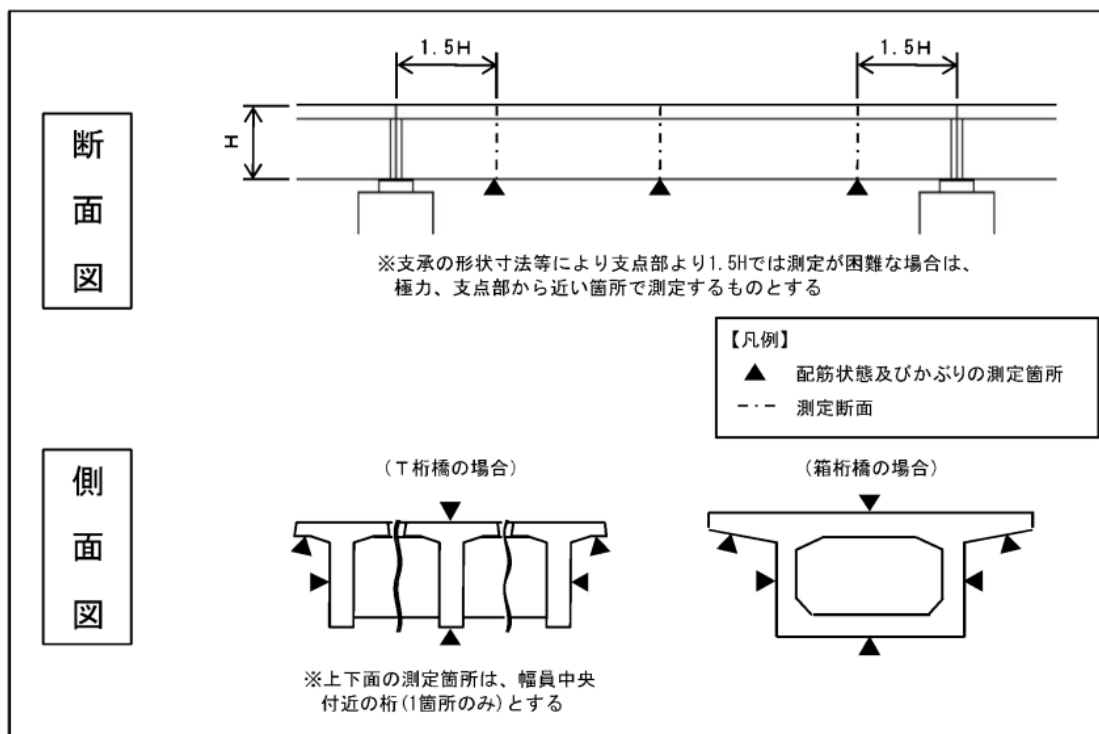 1.5H
1.5H
H
断面図
※支承の形状寸法等により支点部より1.5Hでは測定が困難な場合は、
極力、支点部から近い箇所で測定するものとする
【凡例】
▲ 配筋状態及びかぶりの測定箇所
-・- 測定断面
側面図
(T桁橋の場合)
(箱桁橋の場合)
※上下面の測定箇所は、幅員中央
付近の桁(1箇所のみ)とする